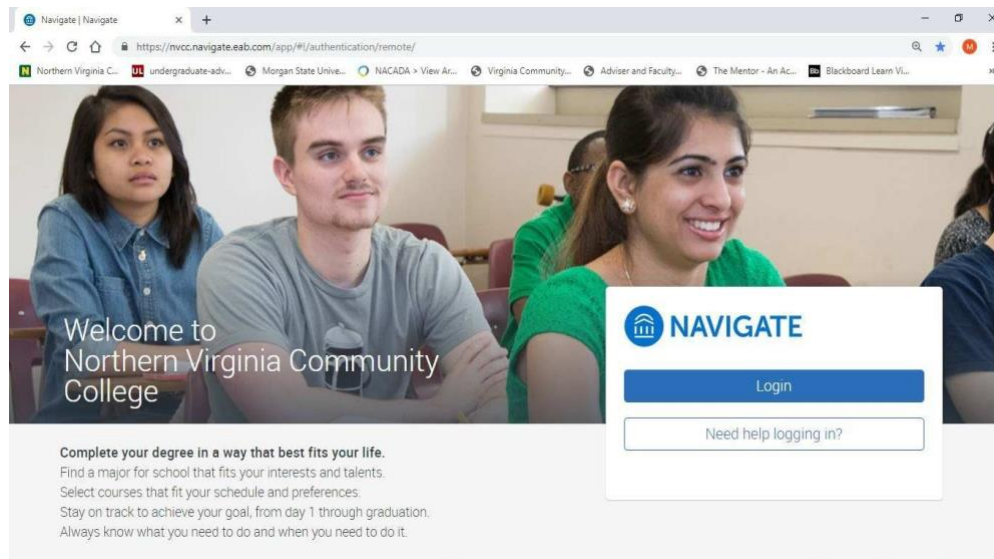 Navigate | Navigate
https://nvcc.navigate.eab.com/app/#!/authentication/remote/
M
N Northern Virginia C... UL undergraduate-adv... Morgan State Unive... NACADA > View Ar... Virginia Community... Adviser and Faculty... The Mentor - An Ac... Bb Blackboard Learn Vi...
Welcome to
Northern Virginia Community
College
NAVIGATE
Login
Need help logging in?
Complete your degree in a way that best fits your life.
Find a major for school that fits your interests and talents.
Select courses that fit your schedule and preferences.
Stay on track to achieve your goal, from day 1 through graduation.
Always know what you need to do and when you need to do it.